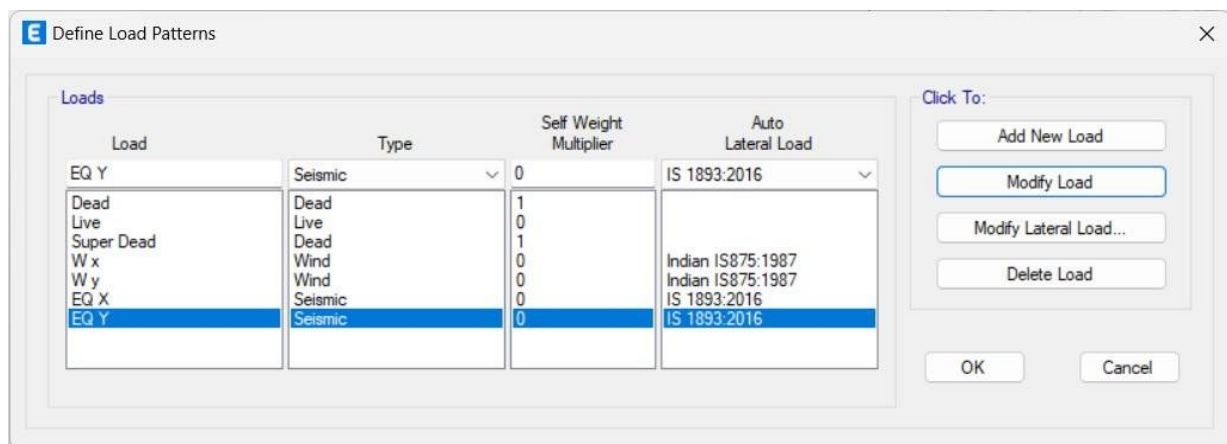 E Define Load Patterns
Loads
Load Type Self Weight Multiplier Auto Lateral Load
EQ Y Seismic 0 IS 1893:2016
Dead Dead 1
Live Live 0
Super Dead Dead 1
W x Wind 0 Indian IS875:1987
W y Wind 0 Indian IS875:1987
EQ X Seismic 0 IS 1893:2016
EQ Y Seismic 0 IS 1893:2016
Click To:
Add New Load
Modify Load
Modify Lateral Load...
Delete Load
OK Cancel